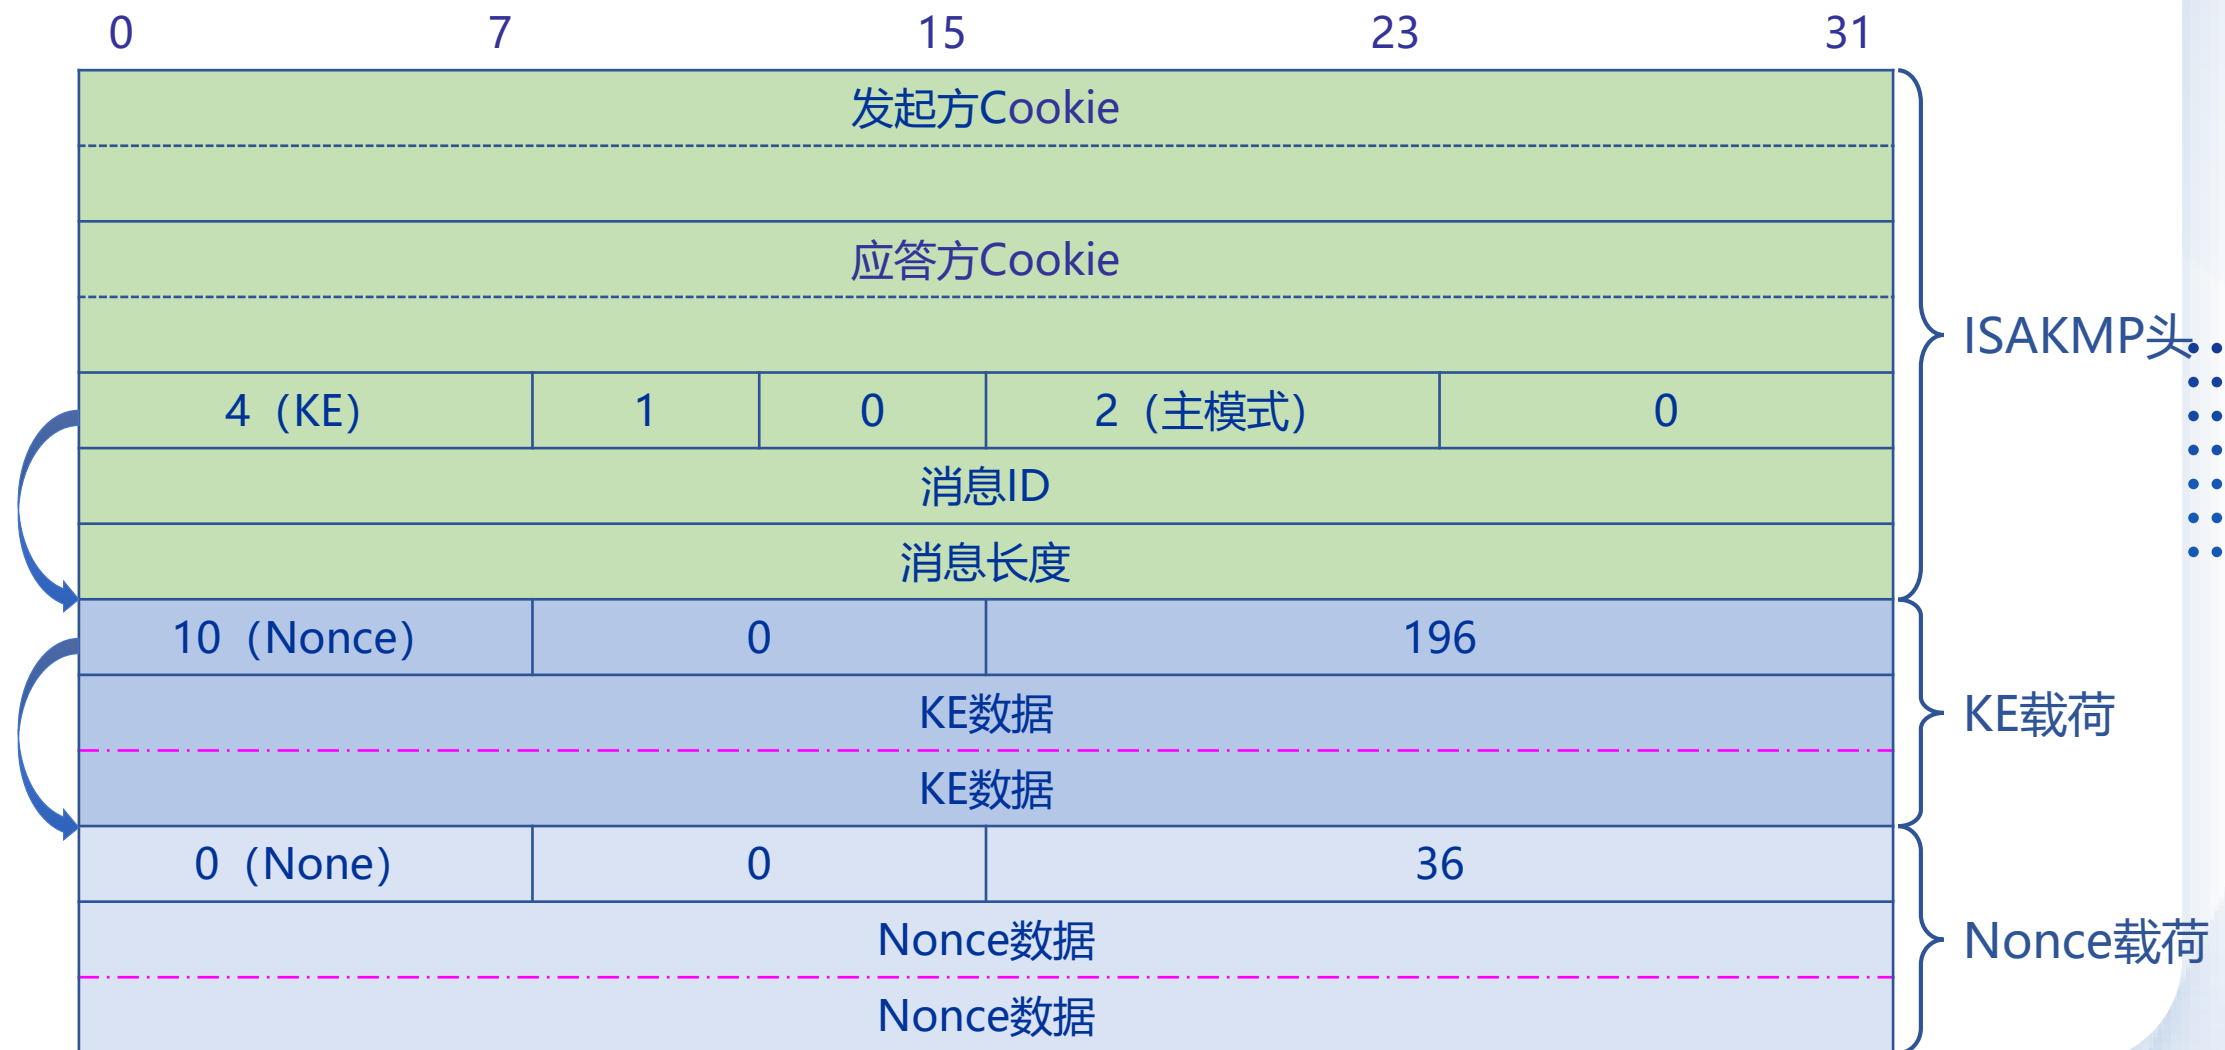 0 7 15 23 31
发起方Cookie
应答方Cookie
ISAKMP头
4（KE） 1 0 2（主模式） 0
消息ID
消息长度
10（Nonce） 0 196
KE数据
KE载荷
KE数据
0（None） 0 36
Nonce数据
Nonce载荷
Nonce数据